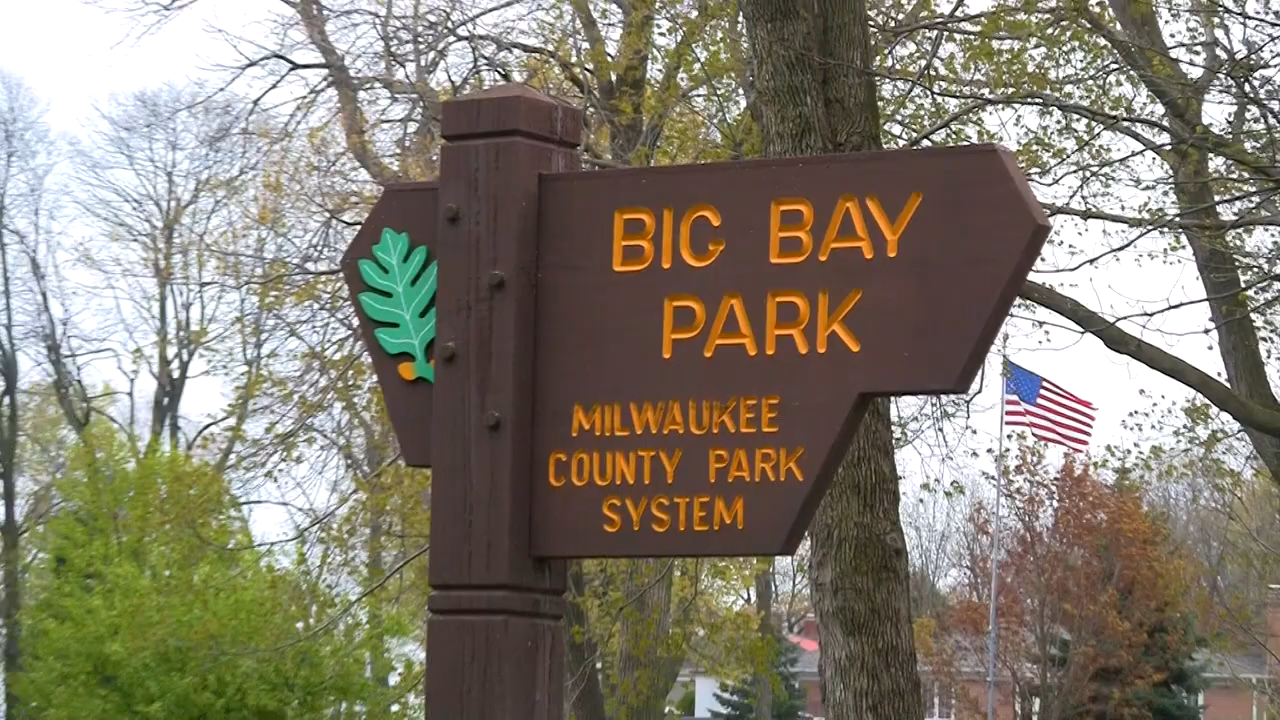 BIG BAY
PARK
MILWAUKEE
COUNTY PARK
SYSTEM